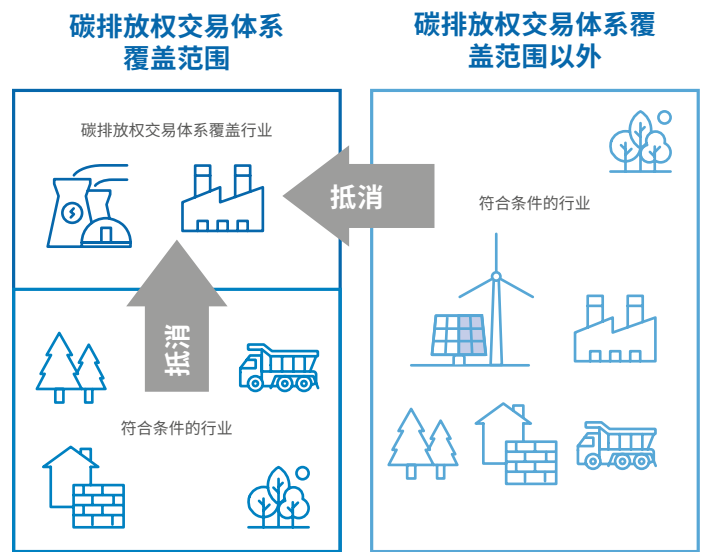 碳排放权交易体系
覆盖范围
碳排放权交易体系覆盖行业
抵消
符合条件的行业
碳排放权交易体系覆
盖范围以外
抵消
符合条件的行业